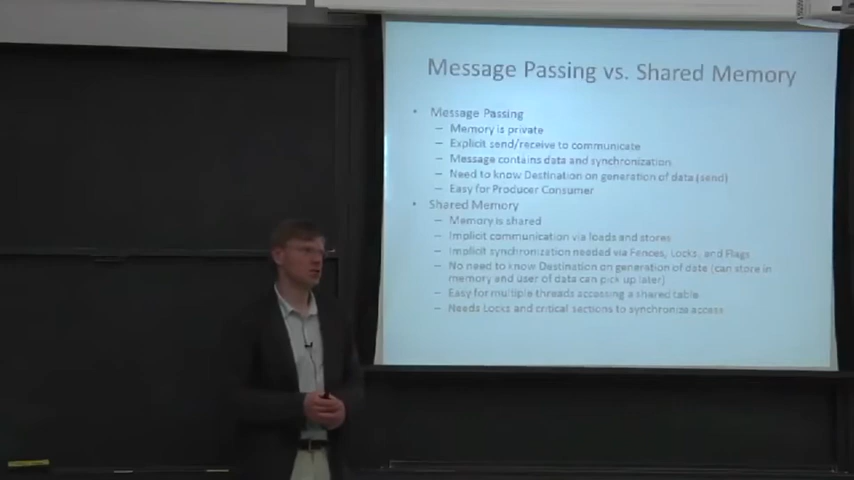 Message Passing vs. Shared Memory
• Message Passing
– Memory is private
– Explicit send/receive to communicate
– Message contains data and synchronization
– Need to know Destination on generation of data (send)
– Easy for Producer Consumer
• Shared Memory
– Memory is shared
– Implicit communication via loads and stores
– Implicit synchronization needed via Fences, Locks, and Flags
– No need to know Destination on generation of data (can store in
memory and user of data can pick up later)
– Easy for multiple threads accessing a shared table
– Needs Locks and critical sections to synchronize access